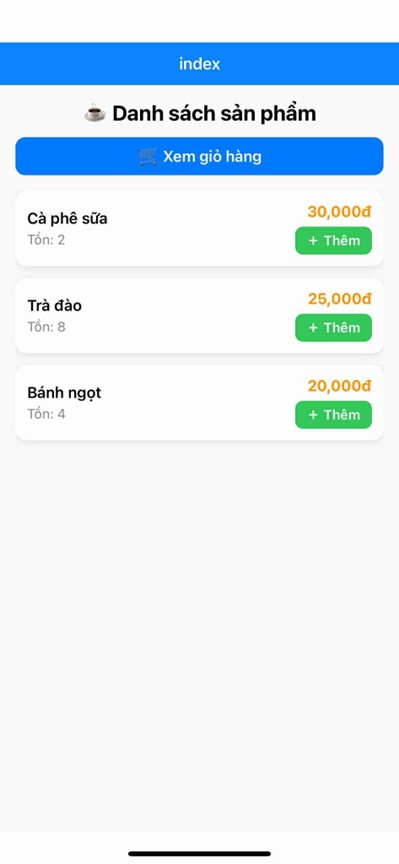 index
☕ Danh sách sản phẩm
🛒 Xem giỏ hàng
Cà phê sữa
30,000đ
Tồn: 2
+ Thêm
Trà đào
25,000đ
Tồn: 8
+ Thêm
Bánh ngọt
20,000đ
Tồn: 4
+ Thêm